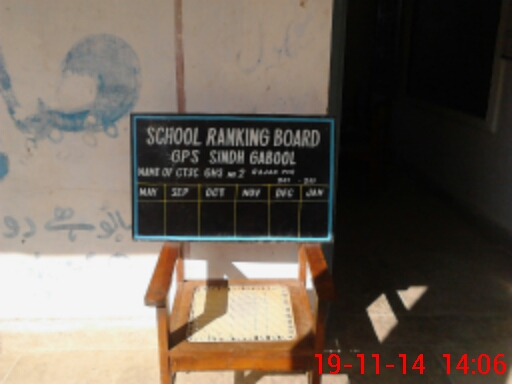 SCHOOL RANKING BOARD
GPS SINDH GABOOL
NAME OF CTSC GHS NO 2
MAY SEP OCT NOV DEC JAN
19-11-14 14:06